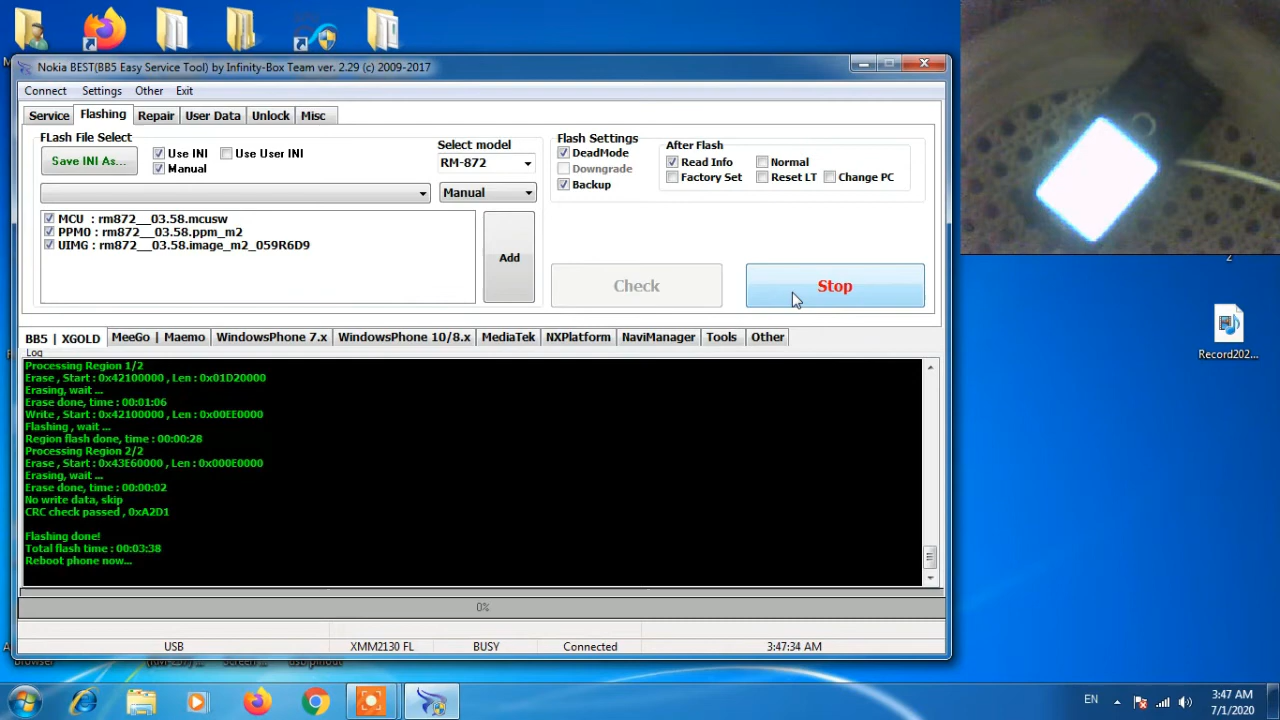 Nokia BEST(BB5 Easy Service Tool) by Infinity-Box Team ver. 2.29 (c) 2009-2017
Connect Settings Other Exit
Service Flashing Repair User Data Unlock Misc
FLash File Select
Save INI As...
Use INI Use User INI
Manual
Select model
RM-872
Manual
MCU : rm872__03.58.mcusw
PPM0 : rm872__03.58.ppm_m2
UIMG : rm872__03.58.image_m2_059R6D9
Add
Flash Settings
DeadMode
Downgrade
Backup
After Flash
Read Info Normal
Factory Set Reset LT Change PC
Check Stop
BB5 | XGOLD MeeGo | Maemo WindowsPhone 7.x WindowsPhone 10/8.x MediaTek NXPlatform NaviManager Tools Other
Log
Processing Region 1/2
Erase , Start : 0x42100000 , Len : 0x01D20000
Erasing, wait ...
Erase done, time : 00:01:06
Write , Start : 0x42100000 , Len : 0x00EE0000
Flashing , wait ...
Region flash done, time : 00:00:28
Processing Region 2/2
Erase , Start : 0x43E60000 , Len : 0x000E0000
Erasing, wait ...
Erase done, time : 00:00:02
No write data, skip
CRC check passed , 0xA2D1
Flashing done!
Total flash time : 00:03:38
Reboot phone now...
0%
USB XMM2130 FL BUSY Connected 3:47:34 AM
2
Record202...
EN
3:47 AM
7/1/2020